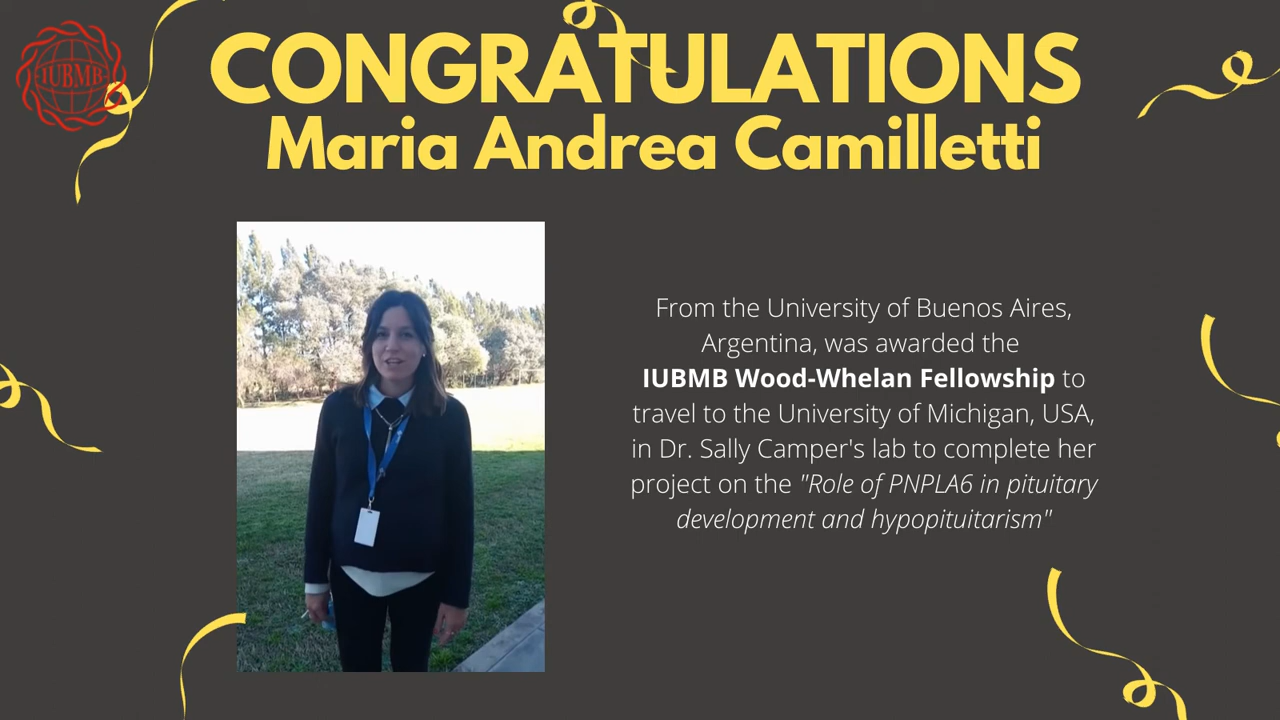 IUBMB
CONGRATULATIONS
Maria Andrea Camilletti
From the University of Buenos Aires,
Argentina, was awarded the
IUBMB Wood-Whelan Fellowship to
travel to the University of Michigan, USA,
in Dr. Sally Camper's lab to complete her
project on the "Role of PNPLA6 in pituitary
development and hypopituitarism"